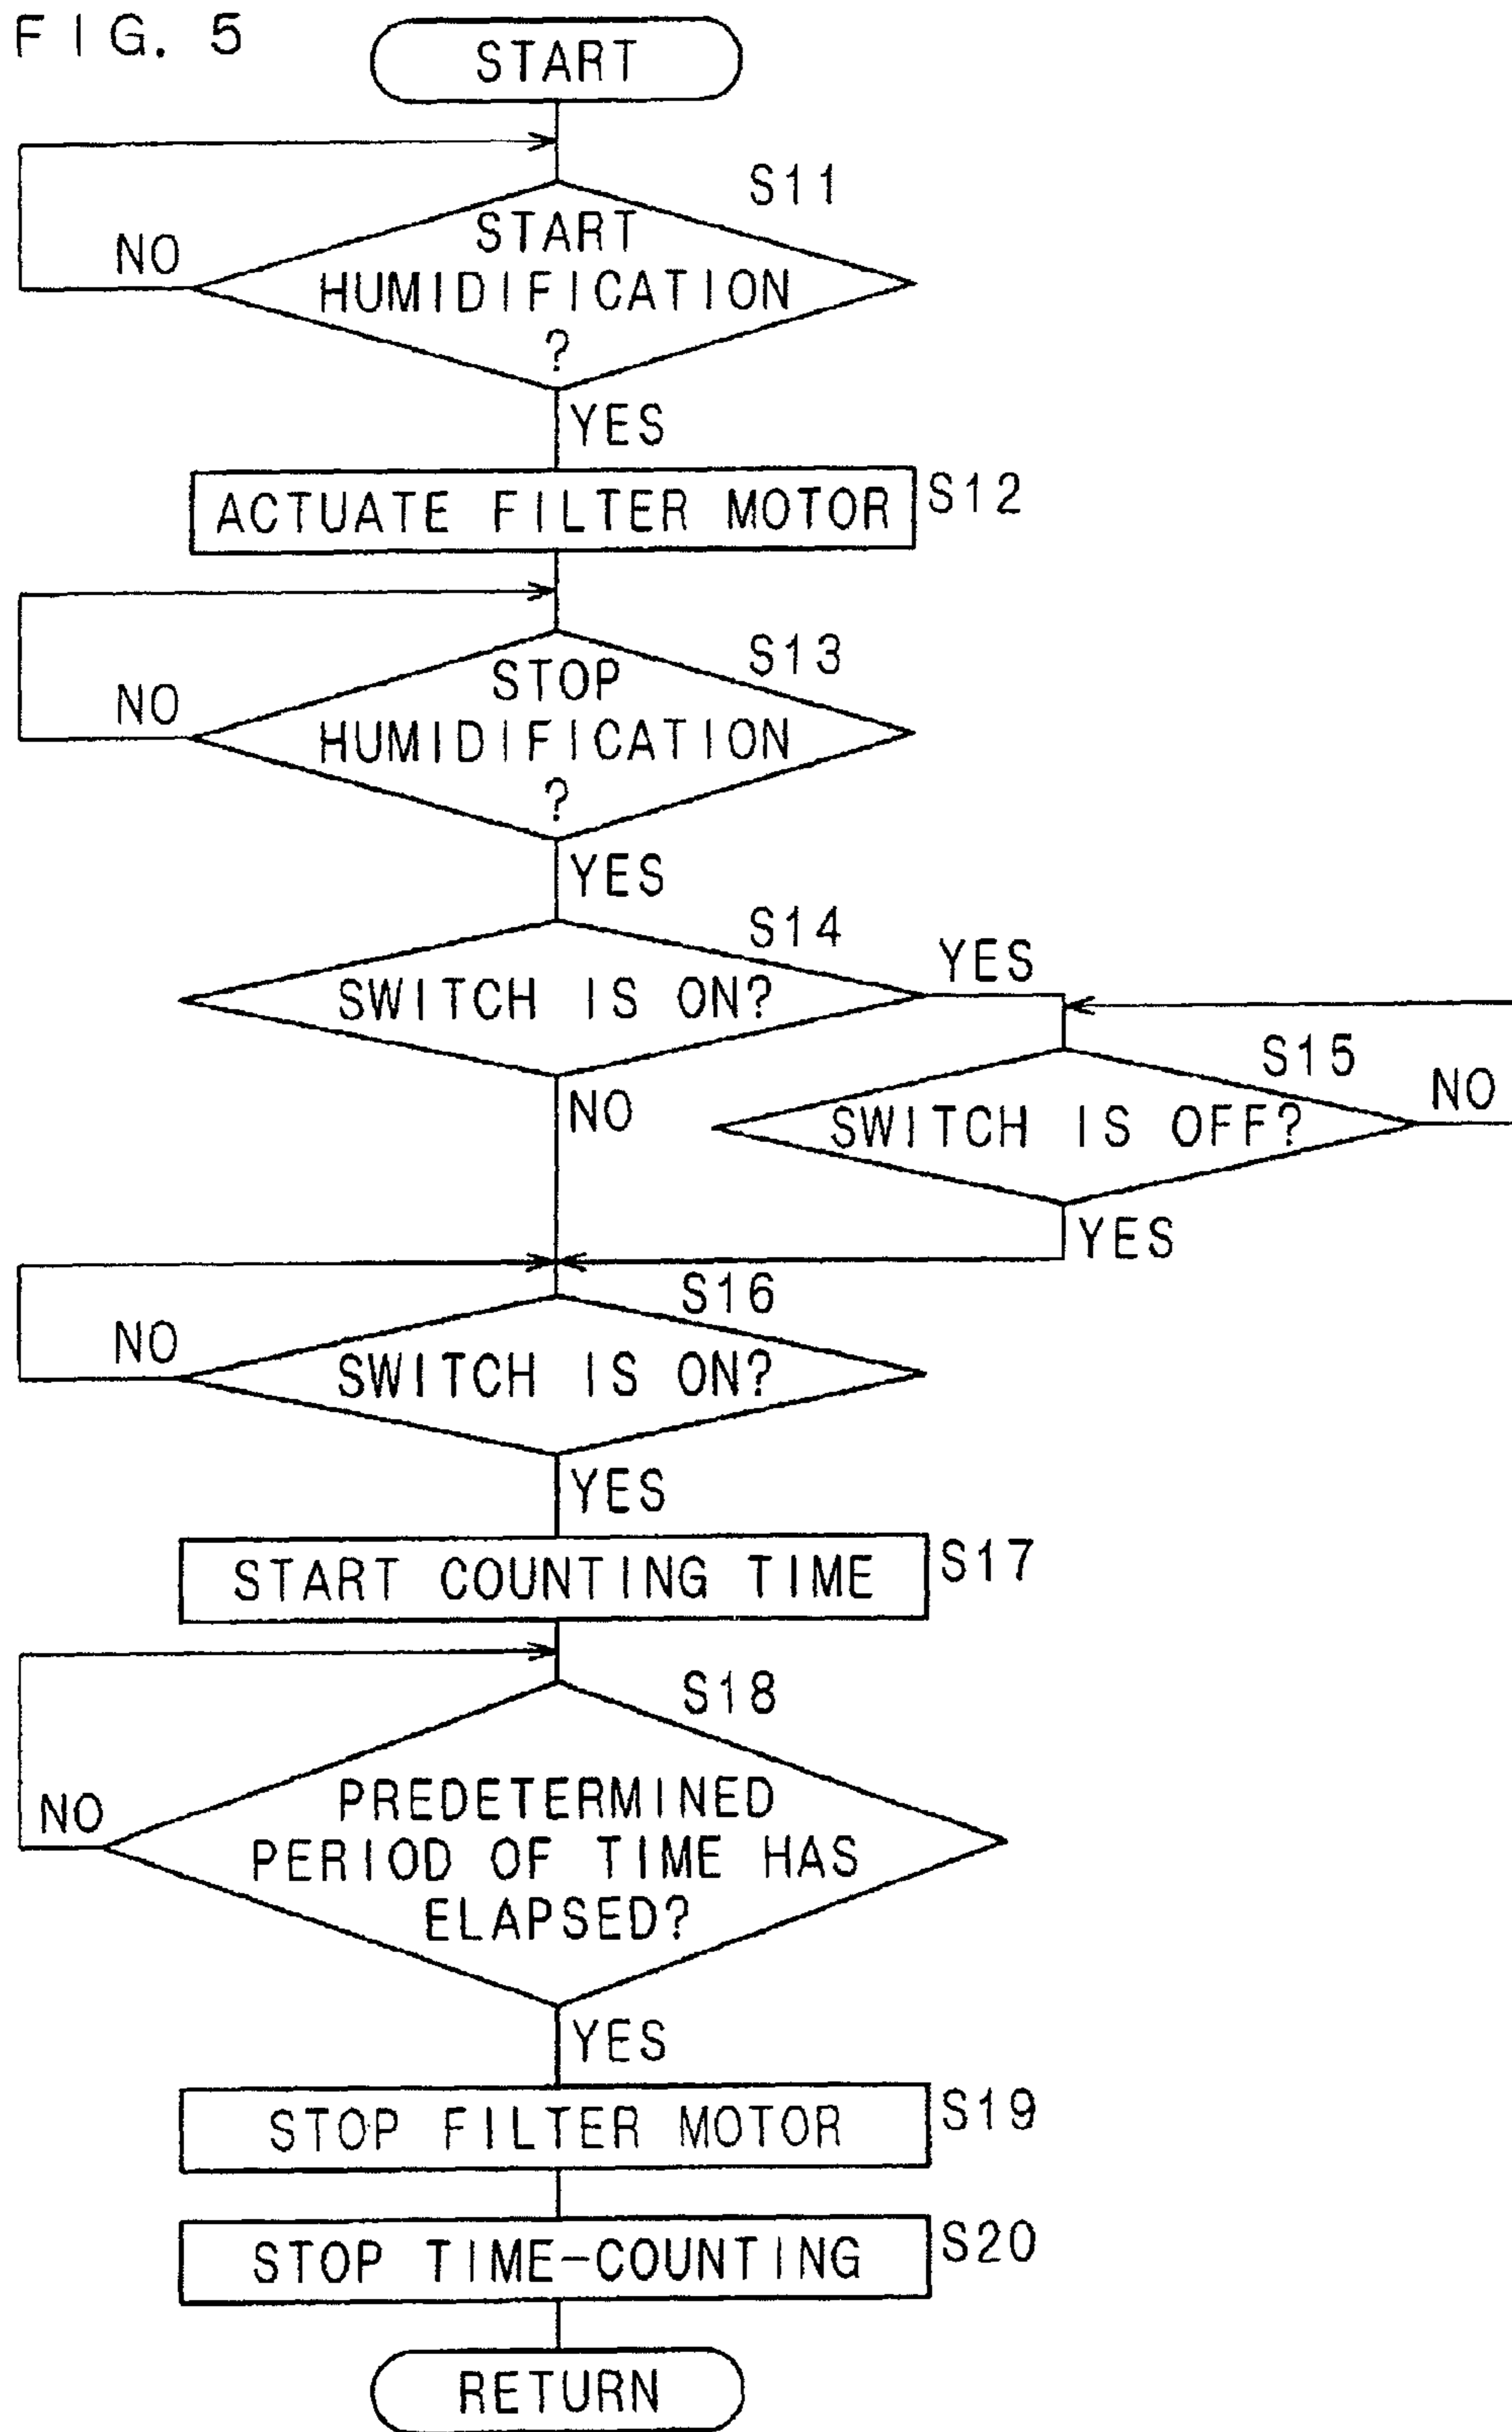 FIG. 5
START
S11
START
HUMIDIFICATION
?
NO
YES
ACTUATE FILTER MOTOR
S12
S13
STOP
HUMIDIFICATION
?
NO
YES
S14
SWITCH IS ON?
YES
NO
S15
SWITCH IS OFF?
NO
YES
S16
SWITCH IS ON?
NO
YES
START COUNTING TIME
S17
S18
PREDETERMINED
PERIOD OF TIME HAS
ELAPSED?
NO
YES
STOP FILTER MOTOR
S19
STOP TIME-COUNTING
S20
RETURN